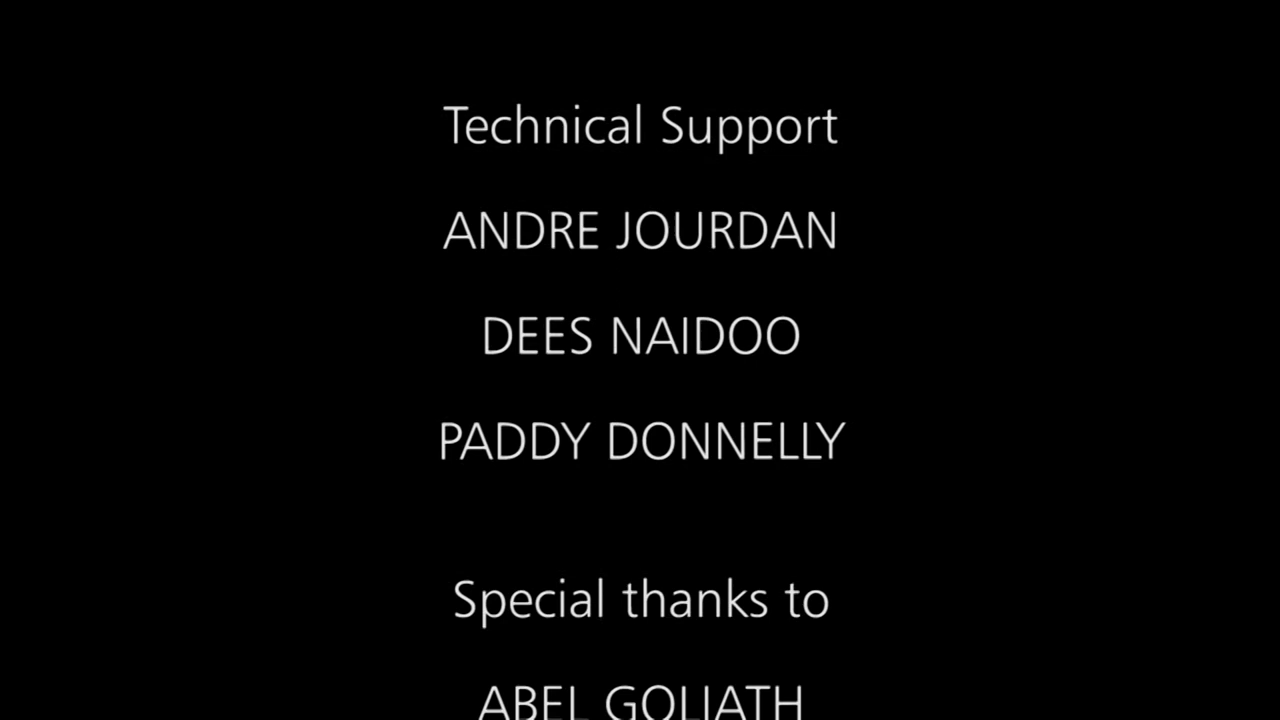 Technical Support
ANDRE JOURDAN
DEES NAIDOO
PADDY DONNELLY
Special thanks to
ABEL GOLIATH